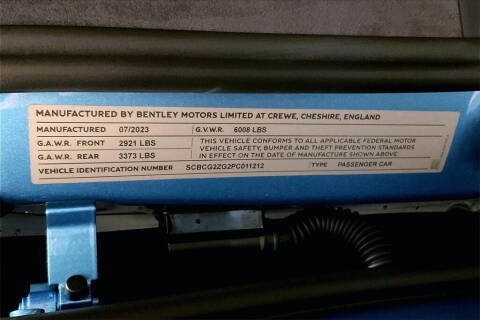 MANUFACTURED BY BENTLEY MOTORS LIMITED AT CREWE, CHESHIRE, ENGLAND
MANUFACTURED 07/2023 G.V.W.R. 6008 LBS
G.A.W.R. FRONT 2921 LBS
G.A.W.R. REAR 3373 LBS
THIS VEHICLE CONFORMS TO ALL APPLICABLE FEDERAL MOTOR
VEHICLE SAFETY, BUMPER AND THEFT PREVENTION STANDARDS
IN EFFECT ON THE DATE OF MANUFACTURE SHOWN ABOVE
VEHICLE IDENTIFICATION NUMBER SCBCG2ZG2PC011212 TYPE PASSENGER CAR